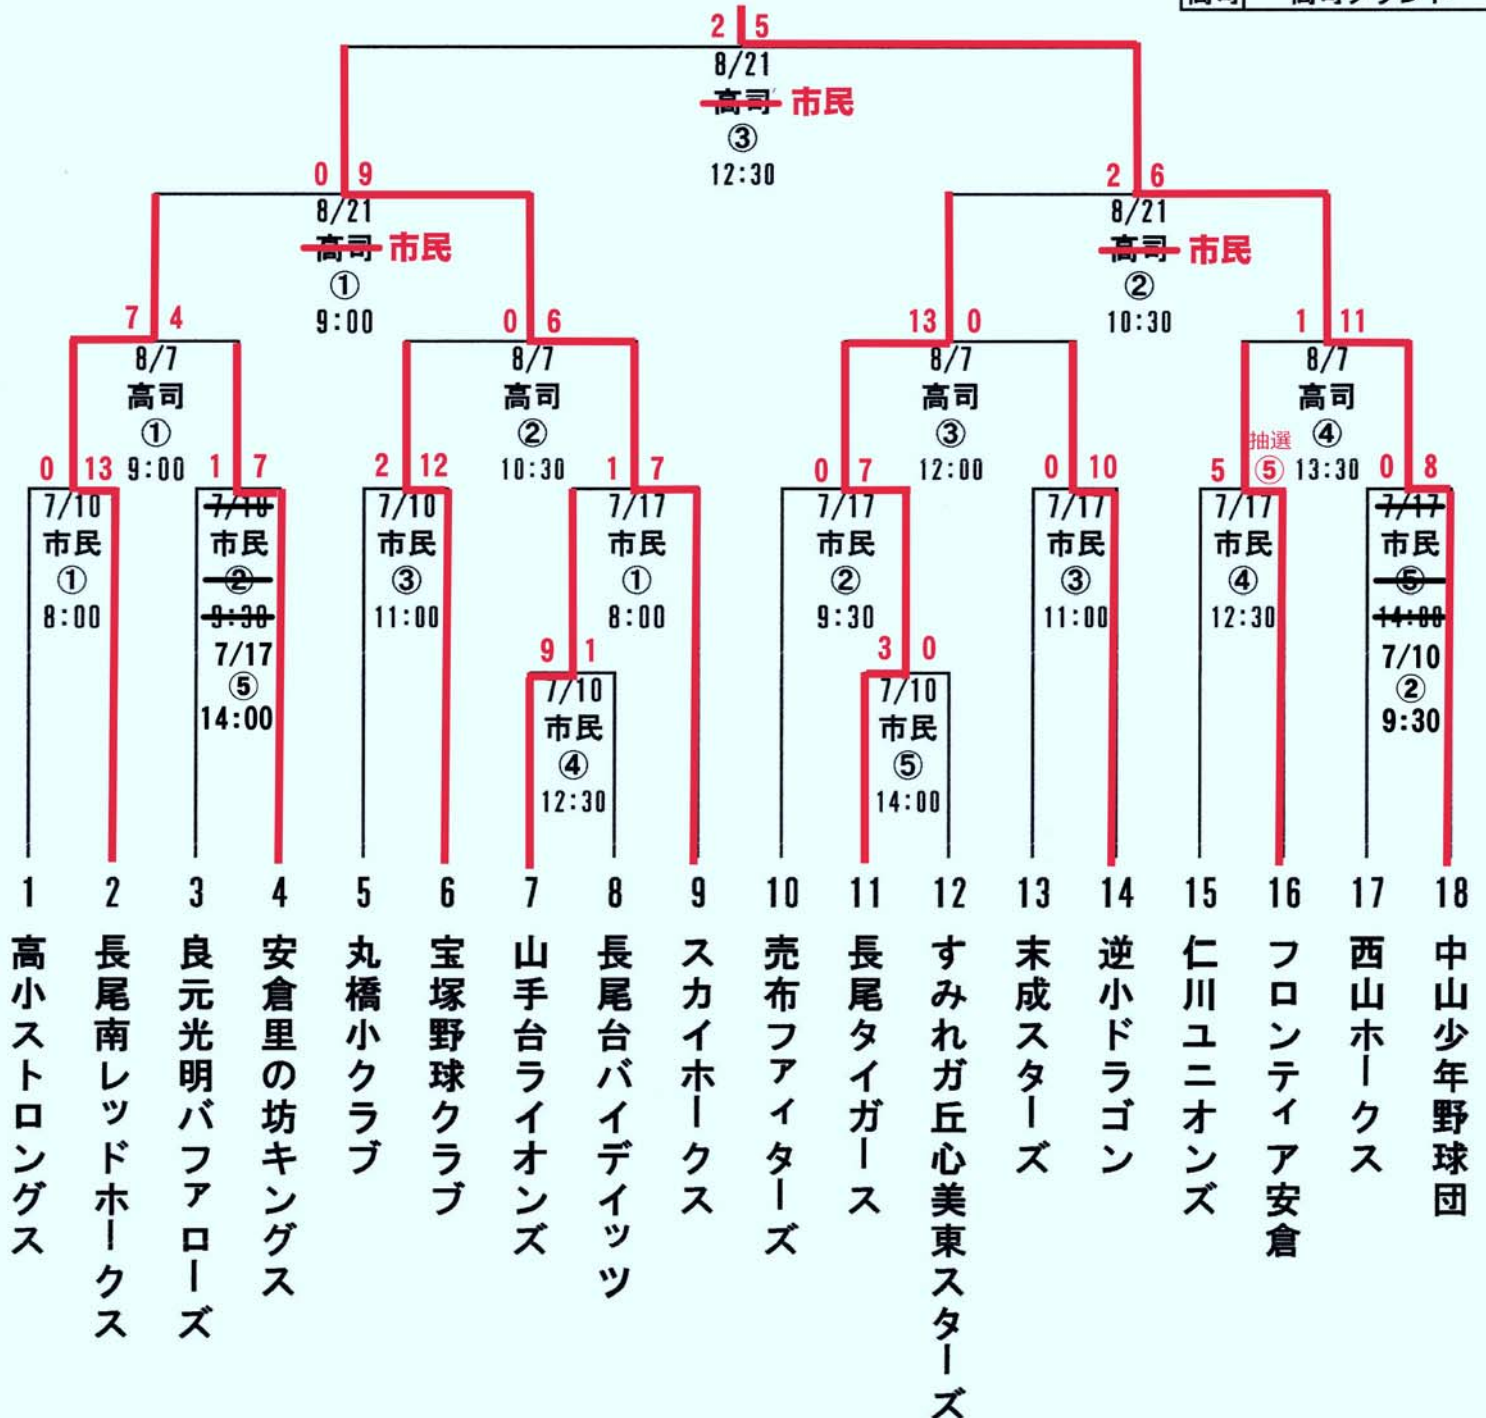 2 5
8/21
高司 市民
③
12:30
0 9
8/21
高司 市民
①
9:00
2 6
8/21
高司 市民
②
10:30
7 4
8/7
高司
①
9:00
0 6
8/7
高司
②
10:30
13 0
8/7
高司
③
12:00
1 11
8/7
高司
④
13:30
0 13
7/10
市民
①
8:00
1 7
7/10
市民
②
9:30
7/17
⑤
14:00
2 12
7/10
市民
③
11:00
1 7
7/17
市民
①
8:00
0 7
7/17
市民
②
9:30
0 10
7/17
市民
③
11:00
抽選
5 ⑤
7/17
市民
④
12:30
0 8
7/17
市民
⑤
14:00
7/10
②
9:30
9 1
7/10
市民
④
12:30
3 0
7/10
市民
⑤
14:00
1 高小ストロングス
2 長尾南レッドホークス
3 良元光明バファローズ
4 安倉里の坊キングス
5 丸橋小クラブ
6 宝塚野球クラブ
7 山手台ライオンズ
8 長尾台バイデイッツ
9 スカイホークス
10 売布ファィターズ
11 長尾タイガース
12 すみれガ丘心美東スターズ
13 末成スターズ
14 逆小ドラゴン
15 仁川ユニオンズ
16 フロンティア安倉
17 西山ホークス
18 中山少年野球団